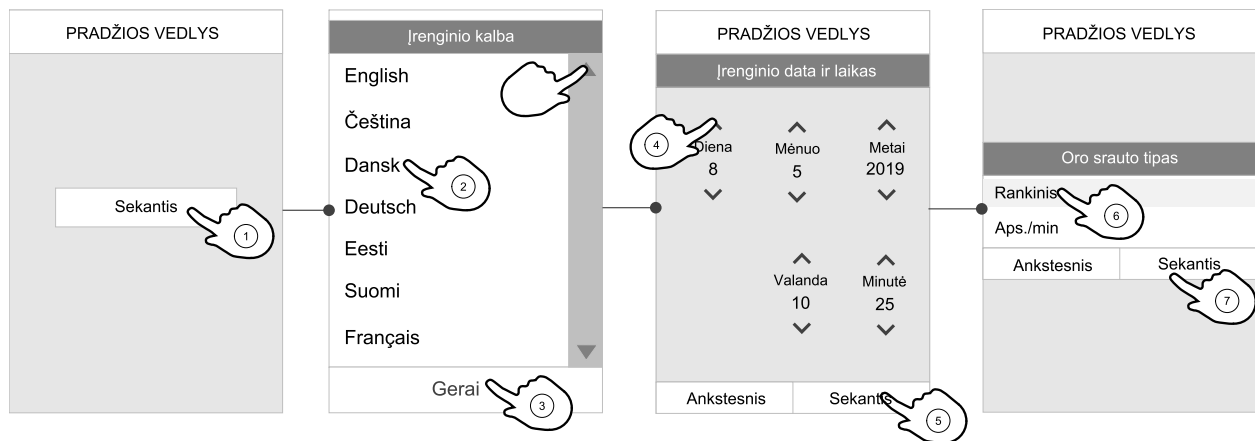 PRADŽIOS VEDLYS
Sekantis
1
Įrenginio kalba
English
Čeština
Dansk
2
Deutsch
Eesti
Suomi
Français
Gerai
3
PRADŽIOS VEDLYS
Įrenginio data ir laikas
4
Diena Mėnuo Metai
8 5 2019
Valanda Minutė
10 25
Ankstesnis Sekantis
5
PRADŽIOS VEDLYS
Oro srauto tipas
Rankinis
6
Aps./min
Ankstesnis Sekantis
7